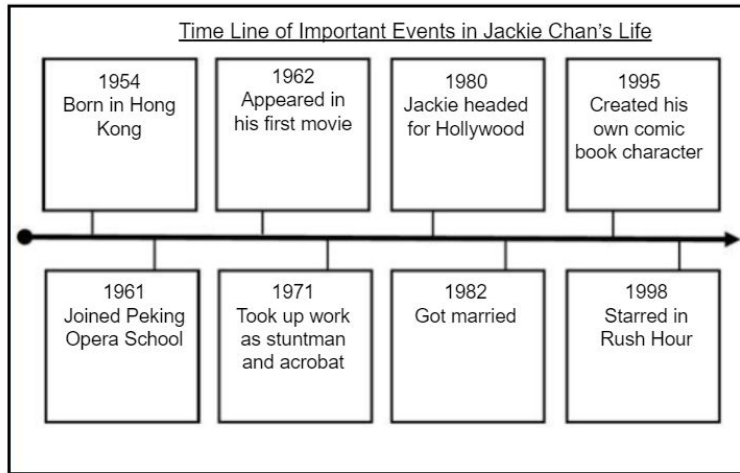 Time Line of Important Events in Jackie Chan's Life
1954
Born in Hong
Kong
1962
Appeared in
his first movie
1980
Jackie headed
for Hollywood
1995
Created his
own comic
book character
1961
Joined Peking
Opera School
1971
Took up work
as stuntman
and acrobat
1982
Got married
1998
Starred in
Rush Hour